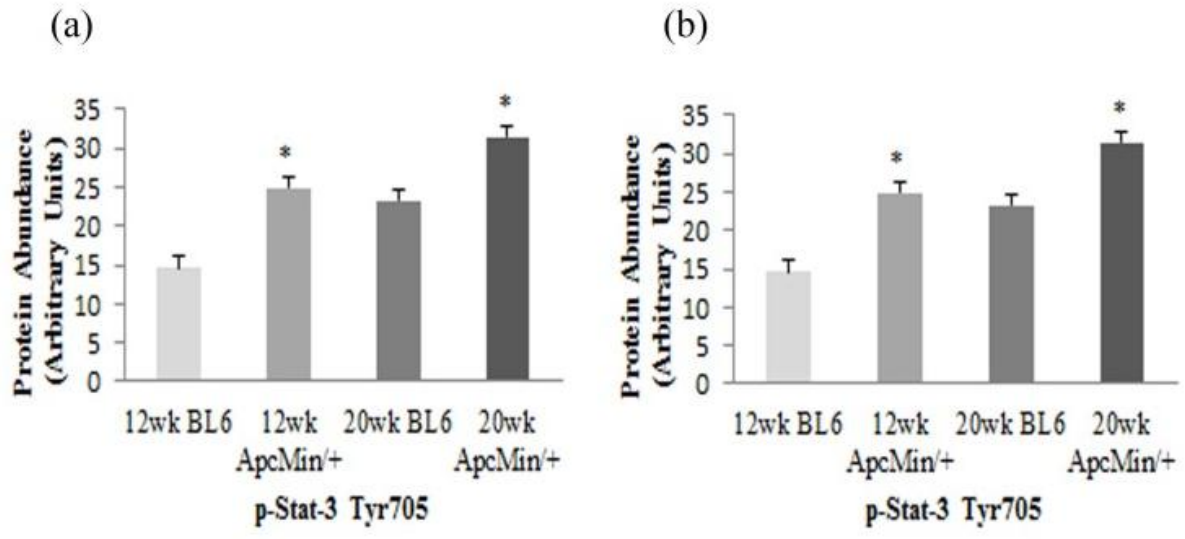 (a)
(b)
Protein Abundance
(Arbitrary Units)
35
30
25
20
15
10
5
0
*
*
12wk BL6
12wk
ApcMin/+
20wk BL6
20wk
ApcMin/+
p-Stat-3 Tyr705
Protein Abundance
(Arbitrary Units)
35
30
25
20
15
10
5
0
*
*
12wk BL6
12wk
ApcMin/+
20wk BL6
20wk
ApcMin/+
p-Stat-3 Tyr705